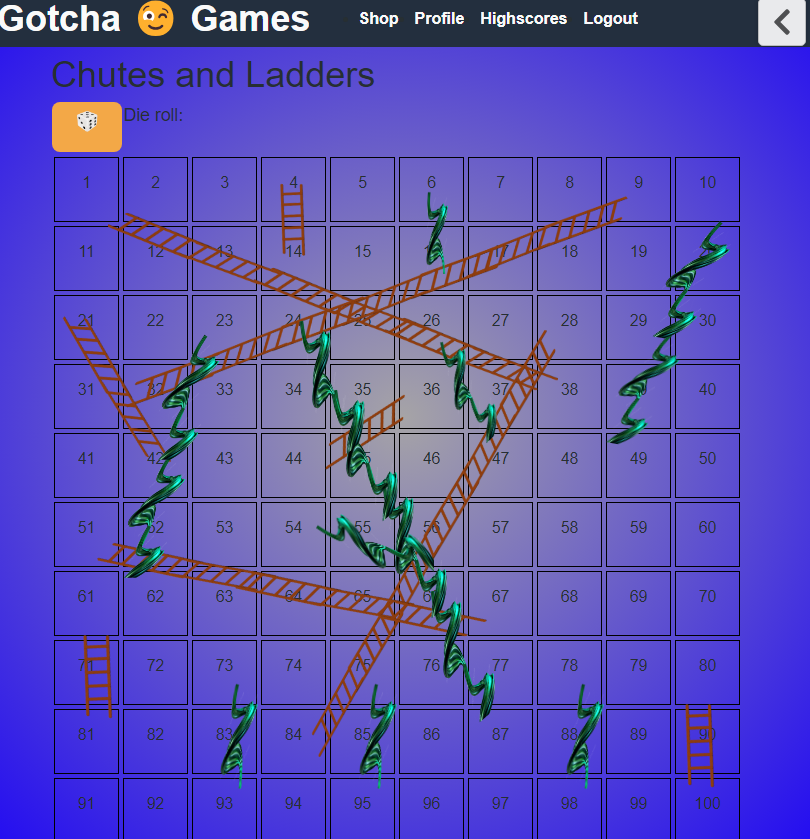 Gotcha 😉 Games Shop Profile Highscores Logout
Chutes and Ladders
Die roll:
1 2 3 4 5 6 7 8 9 10
11 12 13 14 15 17 18 19
21 22 23 24 25 26 27 28 29 30
31 32 33 34 35 36 37 38 40
41 42 43 44 46 47 48 49 50
51 52 53 54 55 56 57 58 59 60
61 62 63 64 65 67 68 69 70
71 72 73 74 75 76 77 78 79 80
81 82 83 84 85 86 87 88 89 90
91 92 93 94 95 96 97 98 99 100